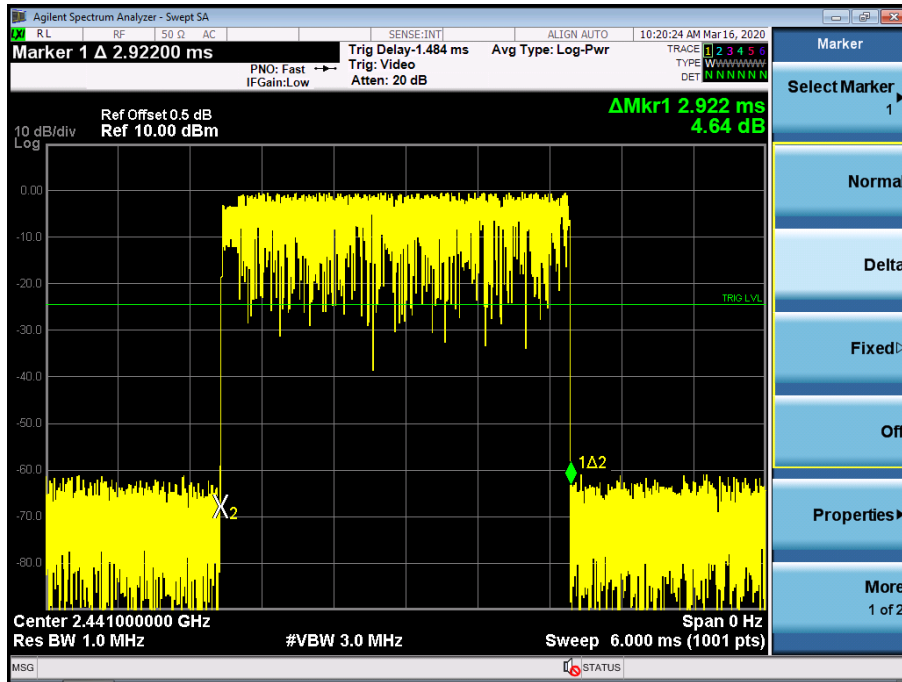 Agilent Spectrum Analyzer - Swept SA
LXI RL RF 50 Ω AC SENSE:INT ALIGN AUTO 10:20:24 AM Mar 16, 2020
Marker 1 Δ 2.92200 ms
PNO: Fast
IFGain:Low
Trig Delay-1.484 ms
Trig: Video
Atten: 20 dB
Avg Type: Log-Pwr
TRACE 1 2 3 4 5 6
TYPE WWWWWWW
DET N N N N N N
ΔMkr1 2.922 ms
4.64 dB
Ref Offset 0.5 dB
Ref 10.00 dBm
10 dB/div
Log
0.00
-10.0
-20.0
TRIG LVL
-30.0
-40.0
-50.0
-60.0
1Δ2
-70.0
2
-80.0
Center 2.441000000 GHz
Span 0 Hz
Res BW 1.0 MHz
#VBW 3.0 MHz
Sweep 6.000 ms (1001 pts)
MSG
STATUS
Marker
Select Marker
1
Norma
Delta
Fixed
Off
Properties
More
1 of 2